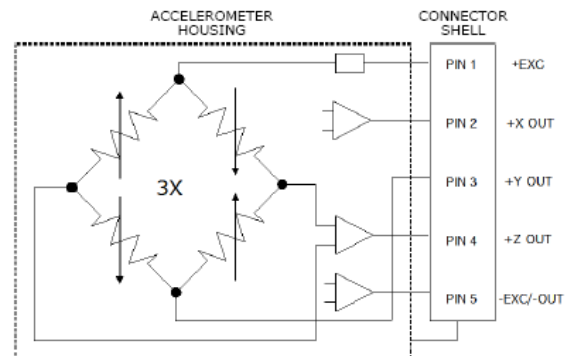 ACCELEROMETER
HOUSING
CONNECTOR
SHELL
PIN 1 +EXC
PIN 2 +X OUT
3X
PIN 3 +Y OUT
PIN 4 +Z OUT
PIN 5 -EXC/-OUT